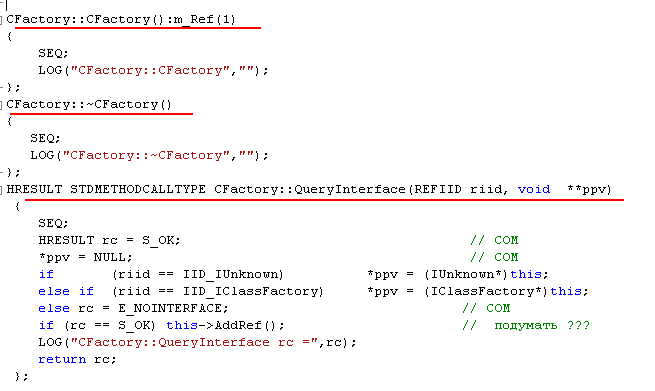 CFactory::CFactory():m_Ref(1)
{
SEQ;
LOG("CFactory::CFactory","");
};
CFactory::~CFactory()
{
SEQ;
LOG("CFactory::~CFactory","");
};
HRESULT STDMETHODCALLTYPE CFactory::QueryInterface(REFIID riid, void **ppv)
{
SEQ;
HRESULT rc = S_OK; // COM
*ppv = NULL; // COM
if (riid == IID_IUnknown) *ppv = (IUnknown*)this;
else if (riid == IID_IClassFactory) *ppv = (IClassFactory*)this;
else rc = E_NOINTERFACE; // COM
if (rc == S_OK) this->AddRef(); // подумать ???
LOG("CFactory::QueryInterface rc =",rc);
return rc;
};